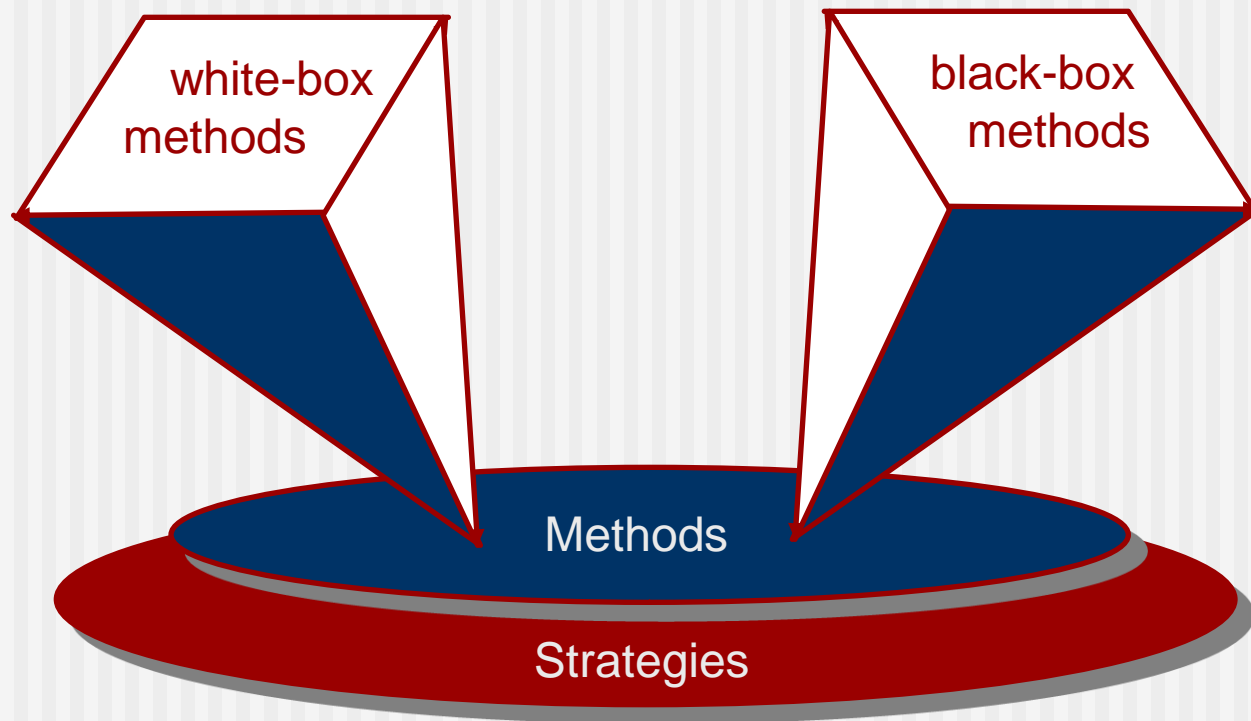 white-box
methods
black-box
methods
Methods
Strategies